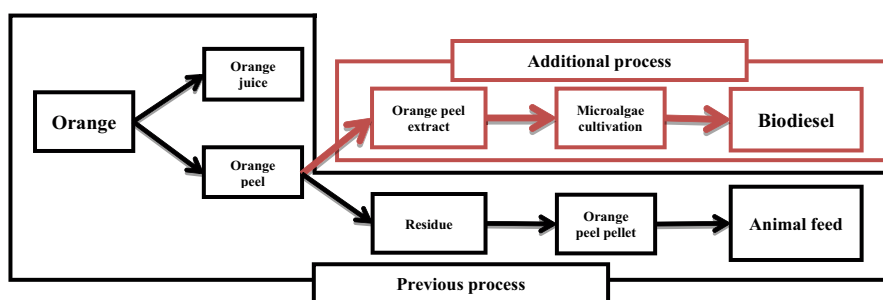 Additional process
Orange
juice
Orange
Orange peel
extract
Microalgae
cultivation
Biodiesel
Orange
peel
Residue
Orange
peel pellet
Animal feed
Previous process